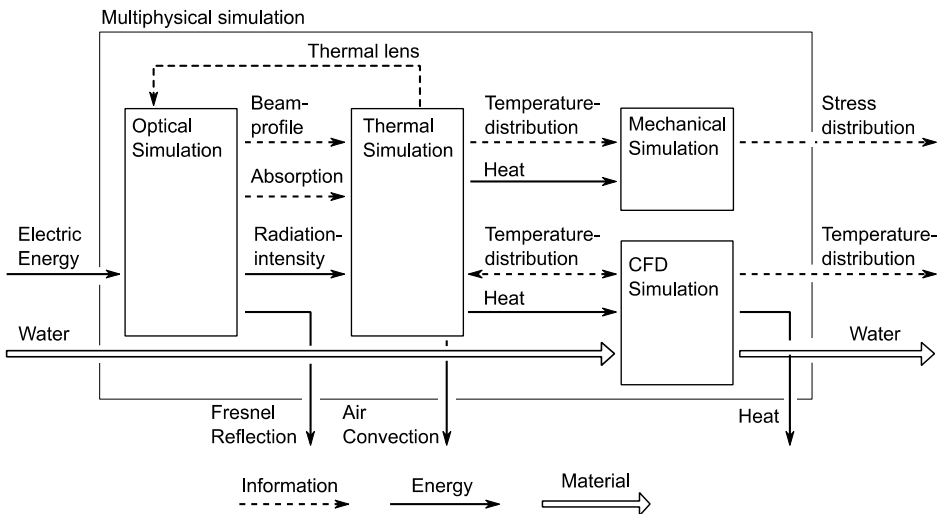 Multiphysical simulation
Thermal lens
Optical
Simulation
Beam-
profile
Absorption
Radiation-
intensity
Thermal
Simulation
Temperature-
distribution
Heat
Mechanical
Simulation
Stress
distribution
Electric
Energy
Temperature-
distribution
Heat
CFD
Simulation
Temperature-
distribution
Water
Water
Fresnel
Reflection
Air
Convection
Heat
Information
Energy
Material